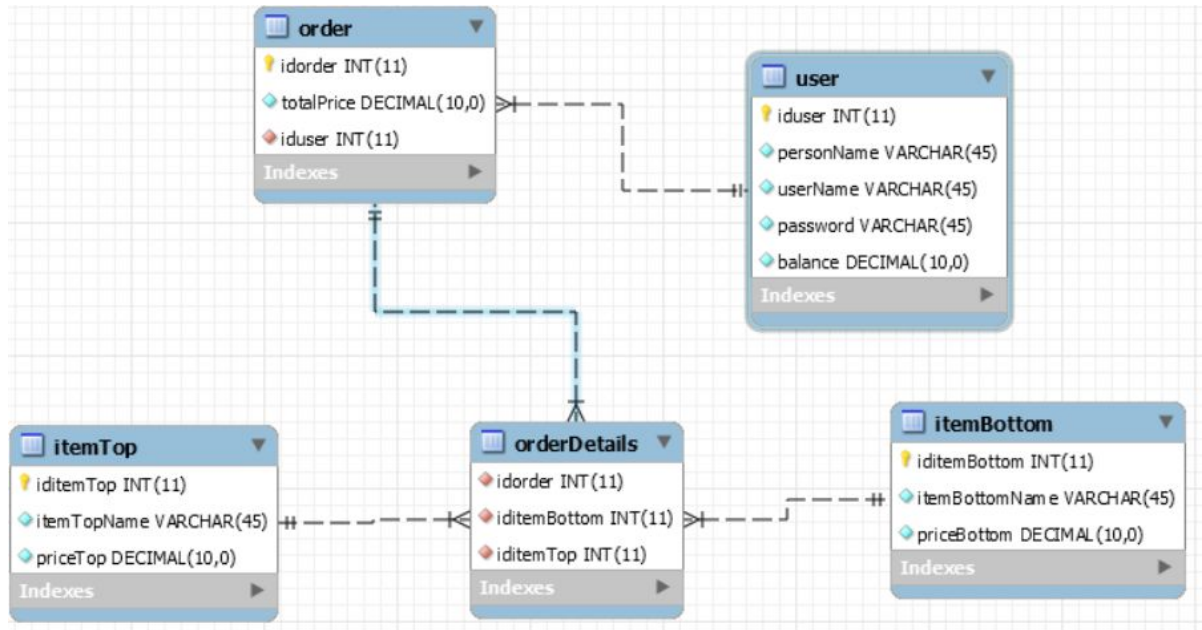 order
idorder INT(11)
totalPrice DECIMAL(10,0)
iduser INT(11)
Indexes
user
iduser INT(11)
personName VARCHAR(45)
userName VARCHAR(45)
password VARCHAR(45)
balance DECIMAL(10,0)
Indexes
itemTop
iditemTop INT(11)
itemTopName VARCHAR(45)
priceTop DECIMAL(10,0)
Indexes
orderDetails
idorder INT(11)
iditemBottom INT(11)
iditemTop INT(11)
Indexes
itemBottom
iditemBottom INT(11)
itemBottomName VARCHAR(45)
priceBottom DECIMAL(10,0)
Indexes